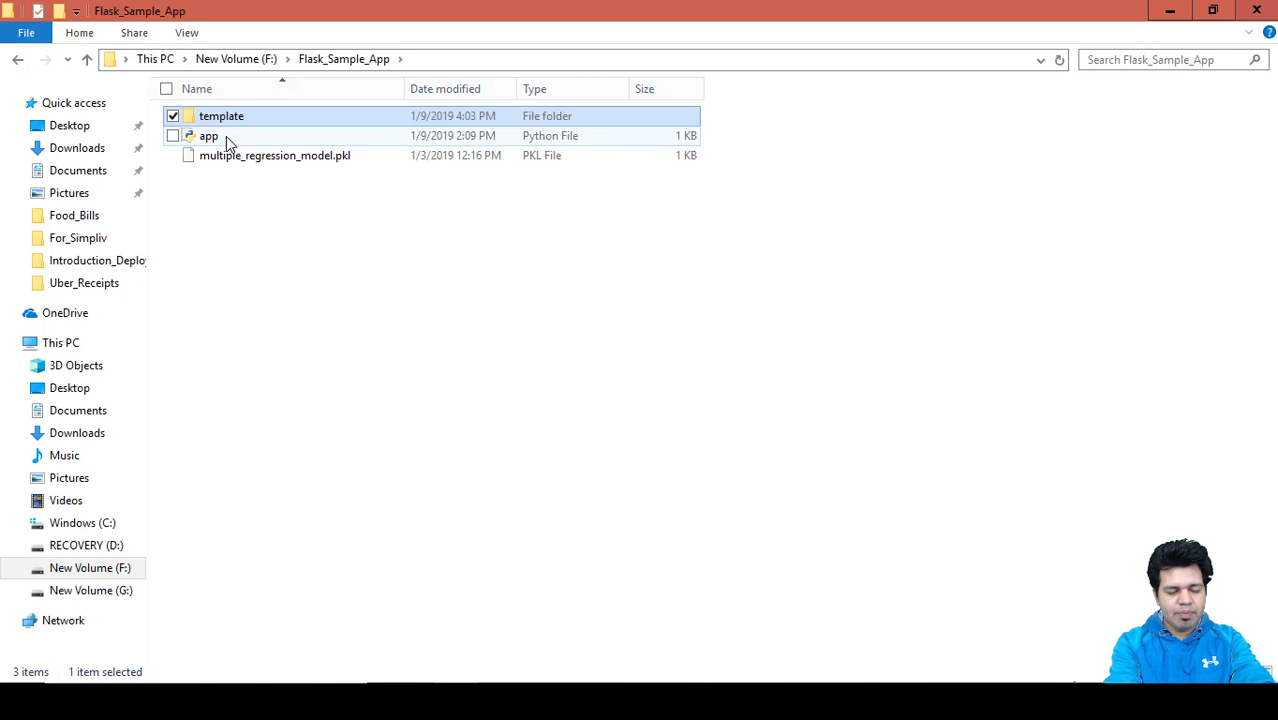 Flask_Sample_App
File Home Share View
This PC New Volume (F:) Flask_Sample_App
Search Flask_Sample_App
Name Date modified Type Size
template 1/9/2019 4:03 PM File folder
app 1/9/2019 2:09 PM Python File 1 KB
multiple_regression_model.pkl 1/3/2019 12:16 PM PKL File 1 KB
Quick access
Desktop
Downloads
Documents
Pictures
Food_Bills
For_Simpliv
Introduction_Deplo
Uber_Receipts
OneDrive
This PC
3D Objects
Desktop
Documents
Downloads
Music
Pictures
Videos
Windows (C:)
RECOVERY (D:)
New Volume (F:)
New Volume (G:)
Network
3 items 1 item selected